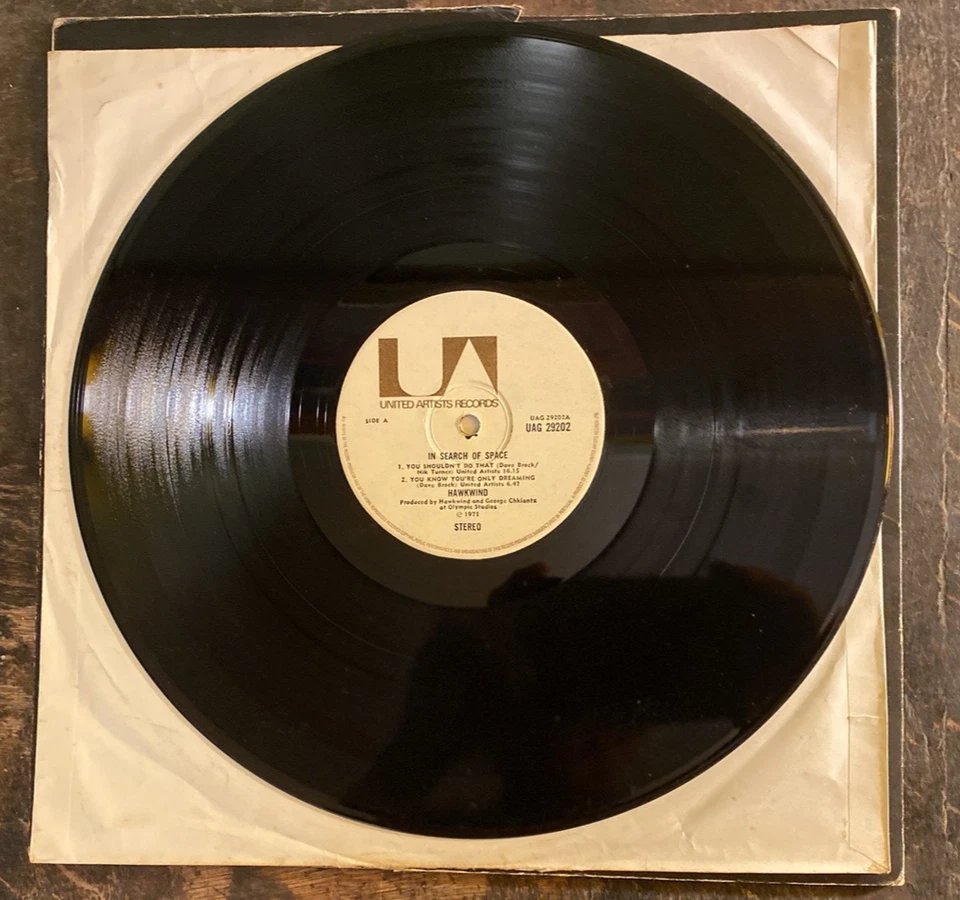 UA
UNITED ARTISTS RECORDS
SIDE A
UAG 29202A
UAG 29202
IN SEARCH OF SPACE
1. YOU SHOULDN'T DO THAT (Dave Brock/
Nik Turner) United Artists 16.15
2. YOU KNOW YOU'RE ONLY DREAMING
(Dave Brock) United Artists 6.42
HAWKWIND
Produced by Hawkwind and George Chkiantz
at Olympic Studios
℗ 1971
STEREO